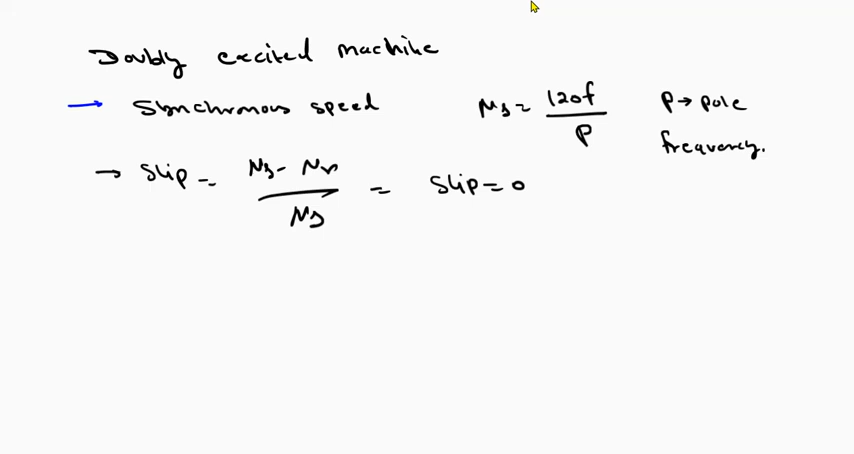 Doubly excited machine
→ Synchronous speed Ns = 120f / P P → pole
frequency.
→ Slip = Ns - Nr / Ns = Slip = 0